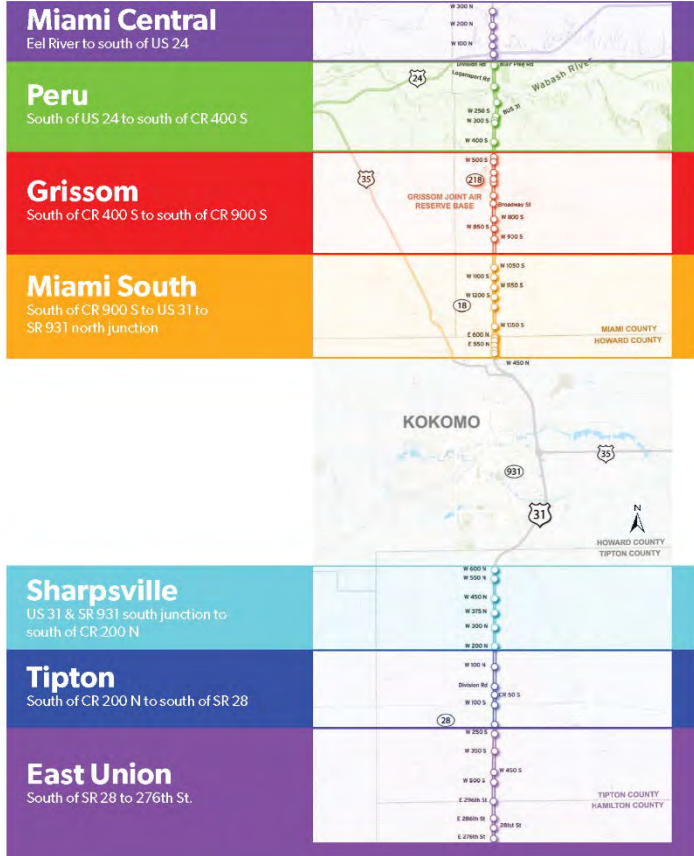 Miami Central
Eel River to south of US 24
W 300 N
W 200 N
W 100 N
Peru
South of US 24 to south of CR 400 S
Division Rd
Blair Pike Rd
24
Logansport Rd
Wabash River
BUS 31
W 250 S
W 300 S
W 400 S
Grissom
South of CR 400 S to south of CR 900 S
W 500 S
35
218
GRISSOM JOINT AIR
RESERVE BASE
Broadway St
W 800 S
W 850 S
W 900 S
Miami South
South of CR 900 S to US 31 to
SR 931 north junction
W 1050 S
W 1100 S
W 1150 S
W 1200 S
18
W 1350 S
E 600 N
MIAMI COUNTY
E 550 N
HOWARD COUNTY
W 450 N
KOKOMO
35
931
31
N
HOWARD COUNTY
TIPTON COUNTY
Sharpsville
US 31 & SR 931 south junction to
south of CR 200 N
W 600 N
W 550 N
W 450 N
W 375 N
W 300 N
W 200 N
Tipton
South of CR 200 N to south of SR 28
W 100 N
Division Rd
CR 50 S
W 100 S
28
East Union
South of SR 28 to 276th St.
W 250 S
W 350 S
W 450 S
W 500 S
E 296th St
TIPTON COUNTY
HAMILTON COUNTY
E 286th St
281st St
E 276th St